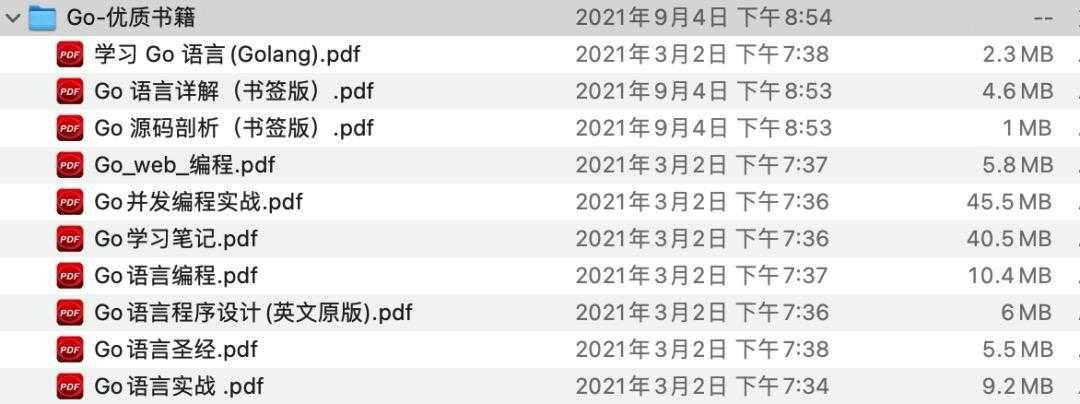 Go-优质书籍 2021年9月4日 下午8:54 --
PDF 学习 Go 语言(Golang).pdf 2021年3月2日 下午7:38 2.3 MB
PDF Go 语言详解（书签版）.pdf 2021年9月4日 下午8:53 4.6 MB
PDF Go 源码剖析（书签版）.pdf 2021年9月4日 下午8:53 1 MB
PDF Go_web_编程.pdf 2021年3月2日 下午7:37 5.8 MB
PDF Go并发编程实战.pdf 2021年3月2日 下午7:36 45.5 MB
PDF Go学习笔记.pdf 2021年3月2日 下午7:36 40.5 MB
PDF Go语言编程.pdf 2021年3月2日 下午7:37 10.4 MB
PDF Go语言程序设计(英文原版).pdf 2021年3月2日 下午7:36 6 MB
PDF Go语言圣经.pdf 2021年3月2日 下午7:38 5.5 MB
PDF Go语言实战 .pdf 2021年3月2日 下午7:34 9.2 MB